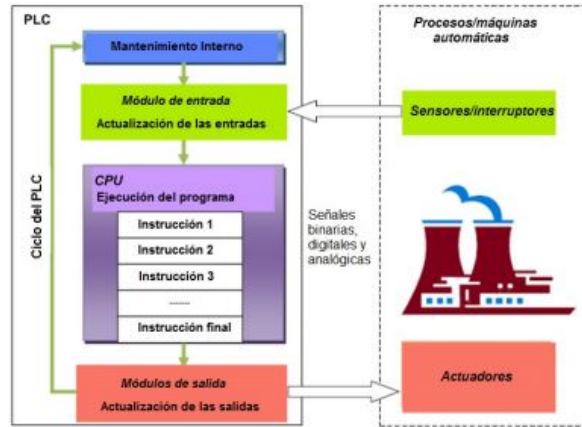 PLC
Ciclo del PLC
Mantenimiento Interno
Módulo de entrada
Actualización de las entradas
CPU
Ejecución del programa
Instrucción 1
Instrucción 2
Instrucción 3
------
Instrucción final
Módulos de salida
Actualización de las salidas
Señales
binarias,
digitales y
analógicas
Procesos/máquinas
automáticas
Sensores/interruptores
Actuadores